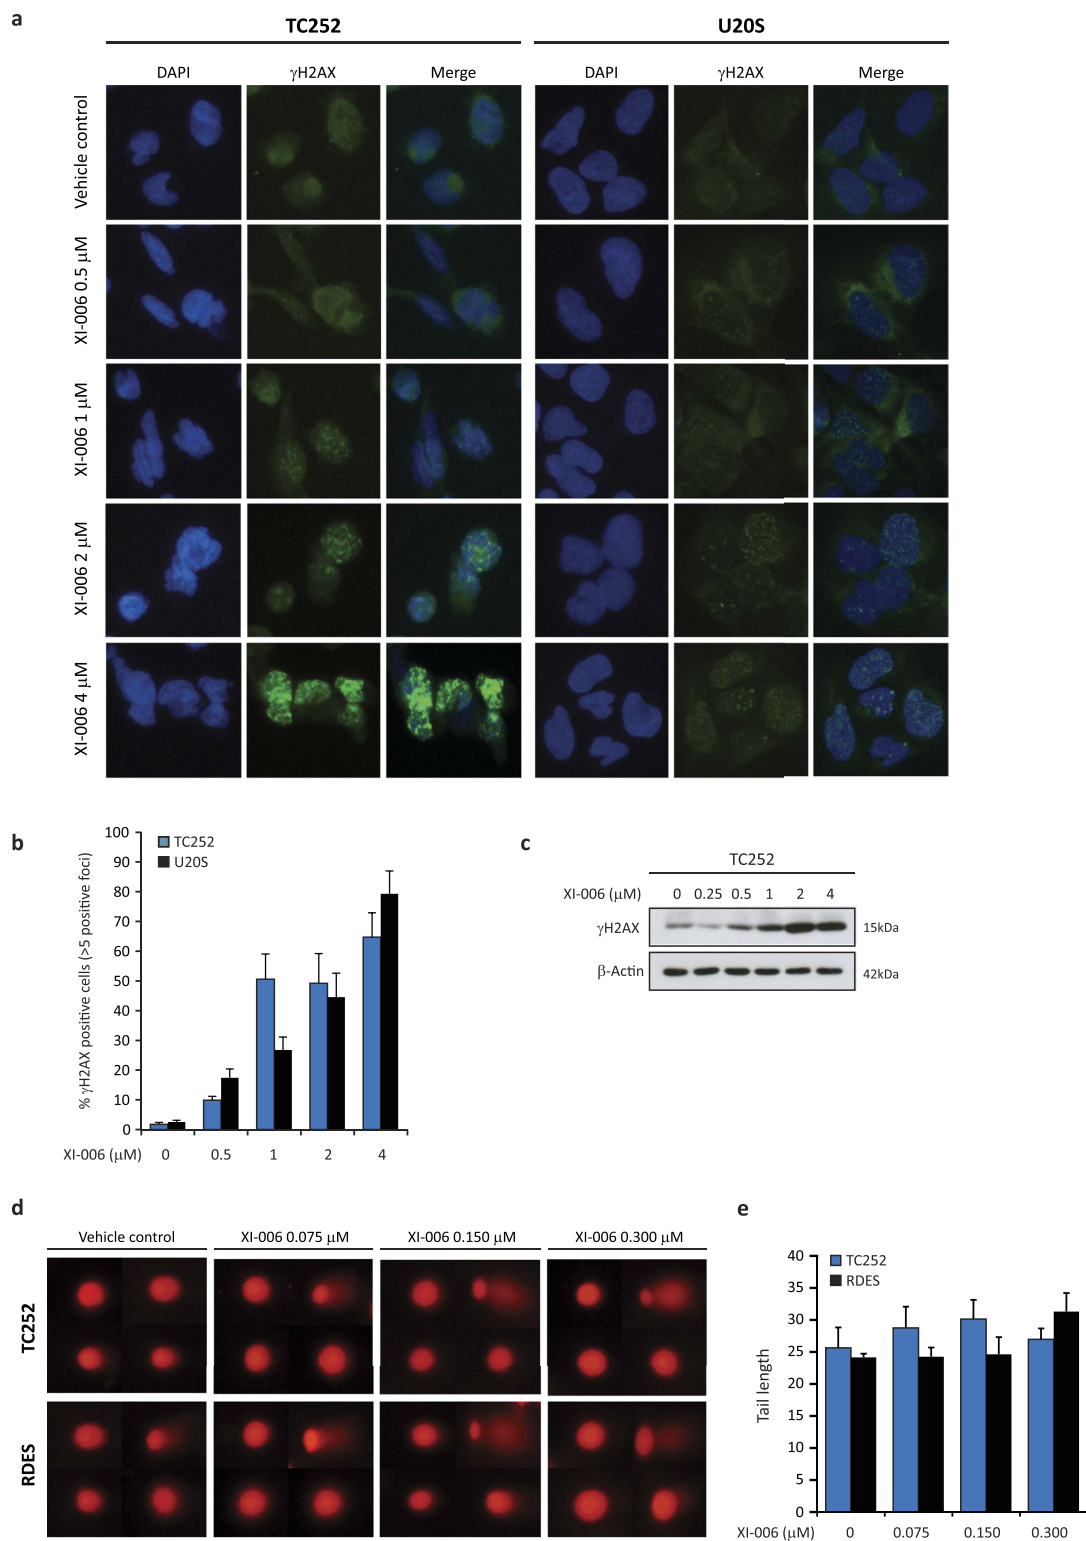 a
TC252 U20S
DAPI γH2AX Merge DAPI γH2AX Merge
Vehicle control
XI-006 0.5 μM
XI-006 1 μM
XI-006 2 μM
XI-006 4 μM
b
% γH2AX positive cells (>5 positive foci)
100
90
80
70
60
50
40
30
20
10
0
TC252
U20S
XI-006 (μM) 0 0.5 1 2 4
c
TC252
XI-006 (μM) 0 0.25 0.5 1 2 4
γH2AX 15kDa
β-Actin 42kDa
d
Vehicle control XI-006 0.075 μM XI-006 0.150 μM XI-006 0.300 μM
TC252
RDES
e
Tail length
40
35
30
25
20
15
10
5
0
TC252
RDES
XI-006 (μM) 0 0.075 0.150 0.300